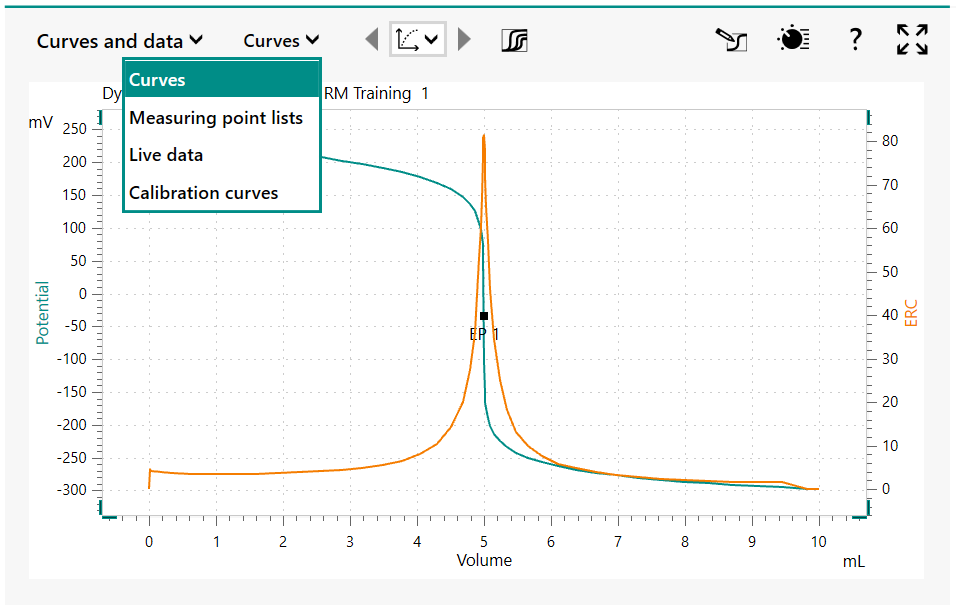 Curves and data Curves ?
Curves
Measuring point lists
Live data
Calibration curves
Dy RM Training 1
mV
250
200
150
100
50
0
-50
-100
-150
-200
-250
-300
Potential
EP 1
80
70
60
50
40
30
20
10
0
ERC
0 1 2 3 4 5 6 7 8 9 10
Volume
mL